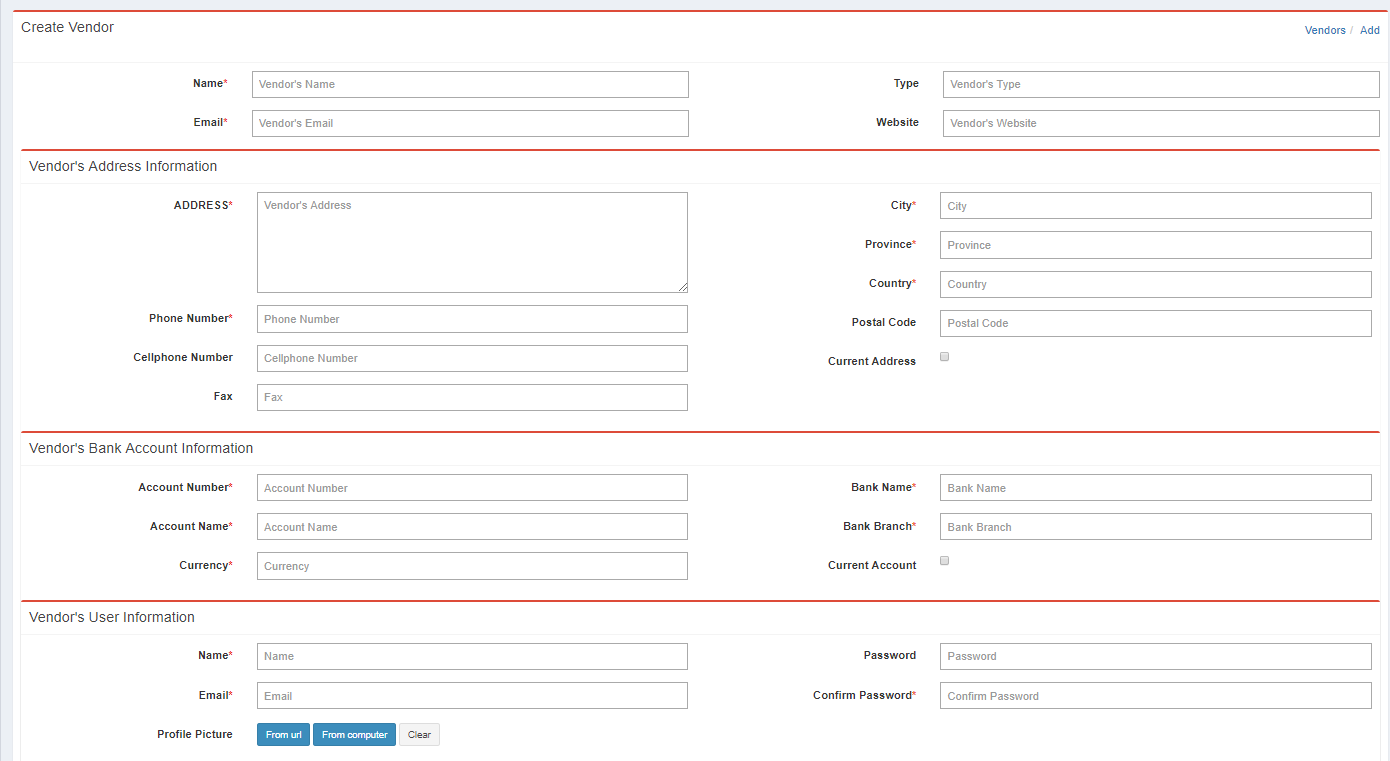 Create Vendor
Vendors / Add
Name* Vendor's Name Type Vendor's Type
Email* Vendor's Email Website Vendor's Website
Vendor's Address Information
ADDRESS* Vendor's Address City* City
Province* Province
Country* Country
Phone Number* Phone Number Postal Code Postal Code
Cellphone Number Cellphone Number Current Address
Fax Fax
Vendor's Bank Account Information
Account Number* Account Number Bank Name* Bank Name
Account Name* Account Name Bank Branch* Bank Branch
Currency* Currency Current Account
Vendor's User Information
Name* Name Password Password
Email* Email Confirm Password* Confirm Password
Profile Picture From url From computer Clear